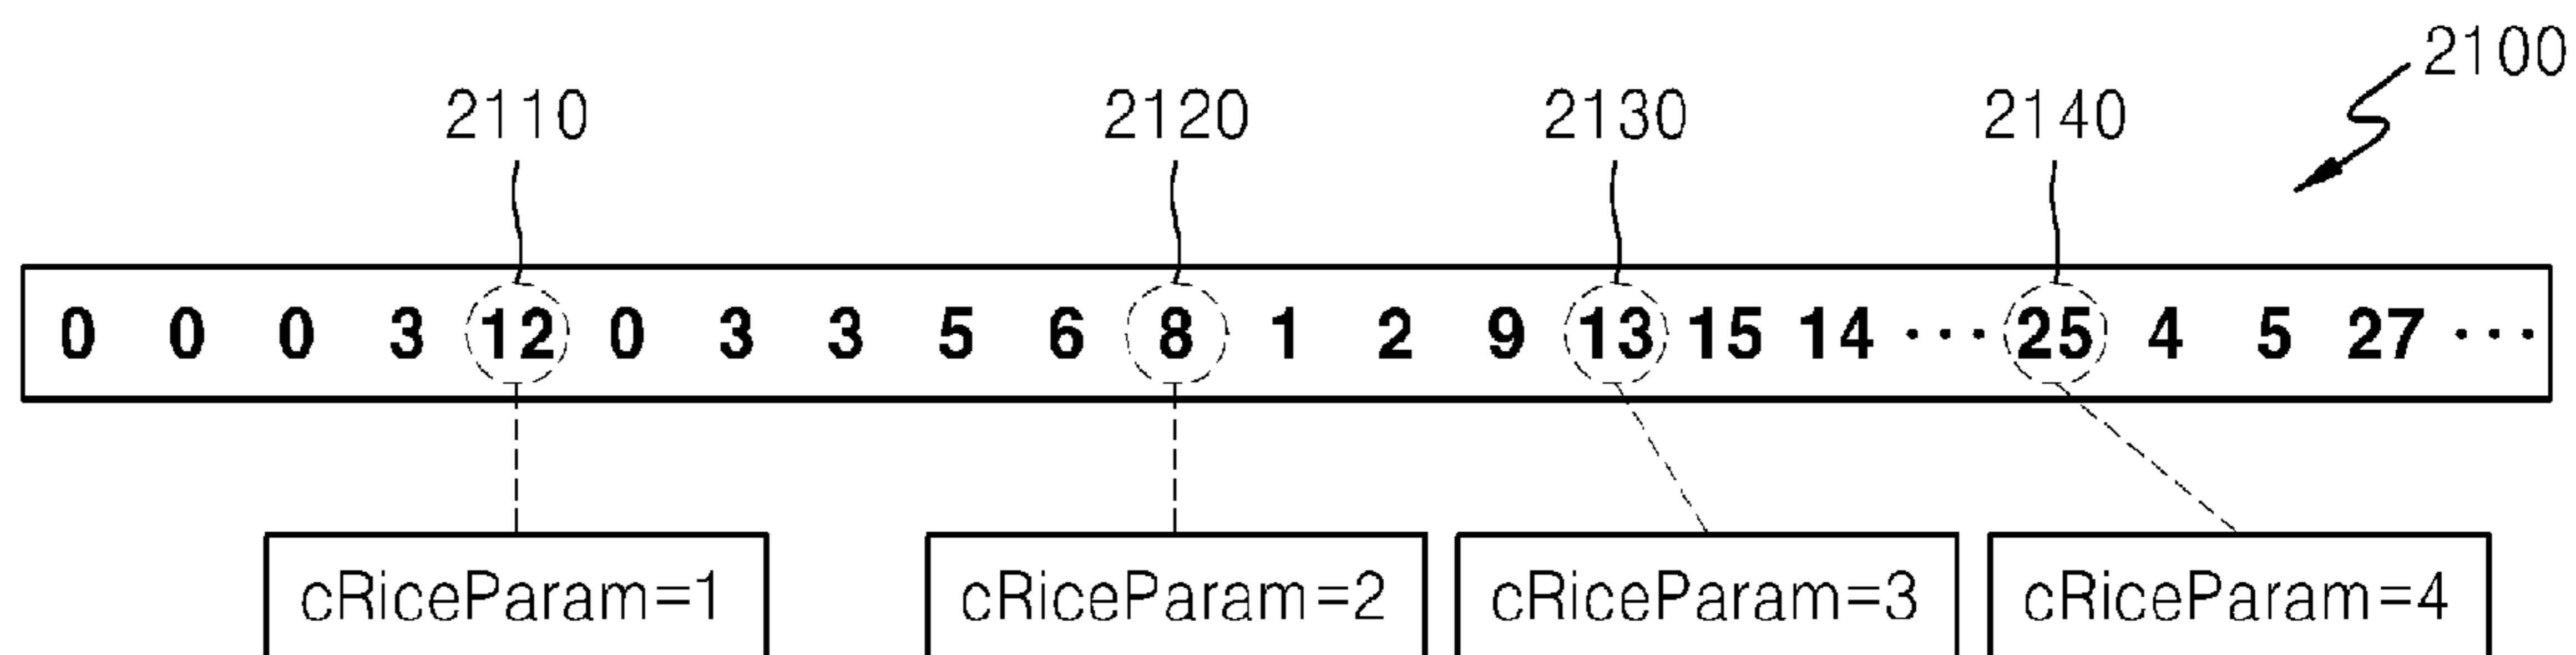 2100
2110 2120 2130 2140
0 0 0 3 12 0 3 3 5 6 8 1 2 9 13 15 14 ··· 25 4 5 27 ···
cRiceParam=1 cRiceParam=2 cRiceParam=3 cRiceParam=4